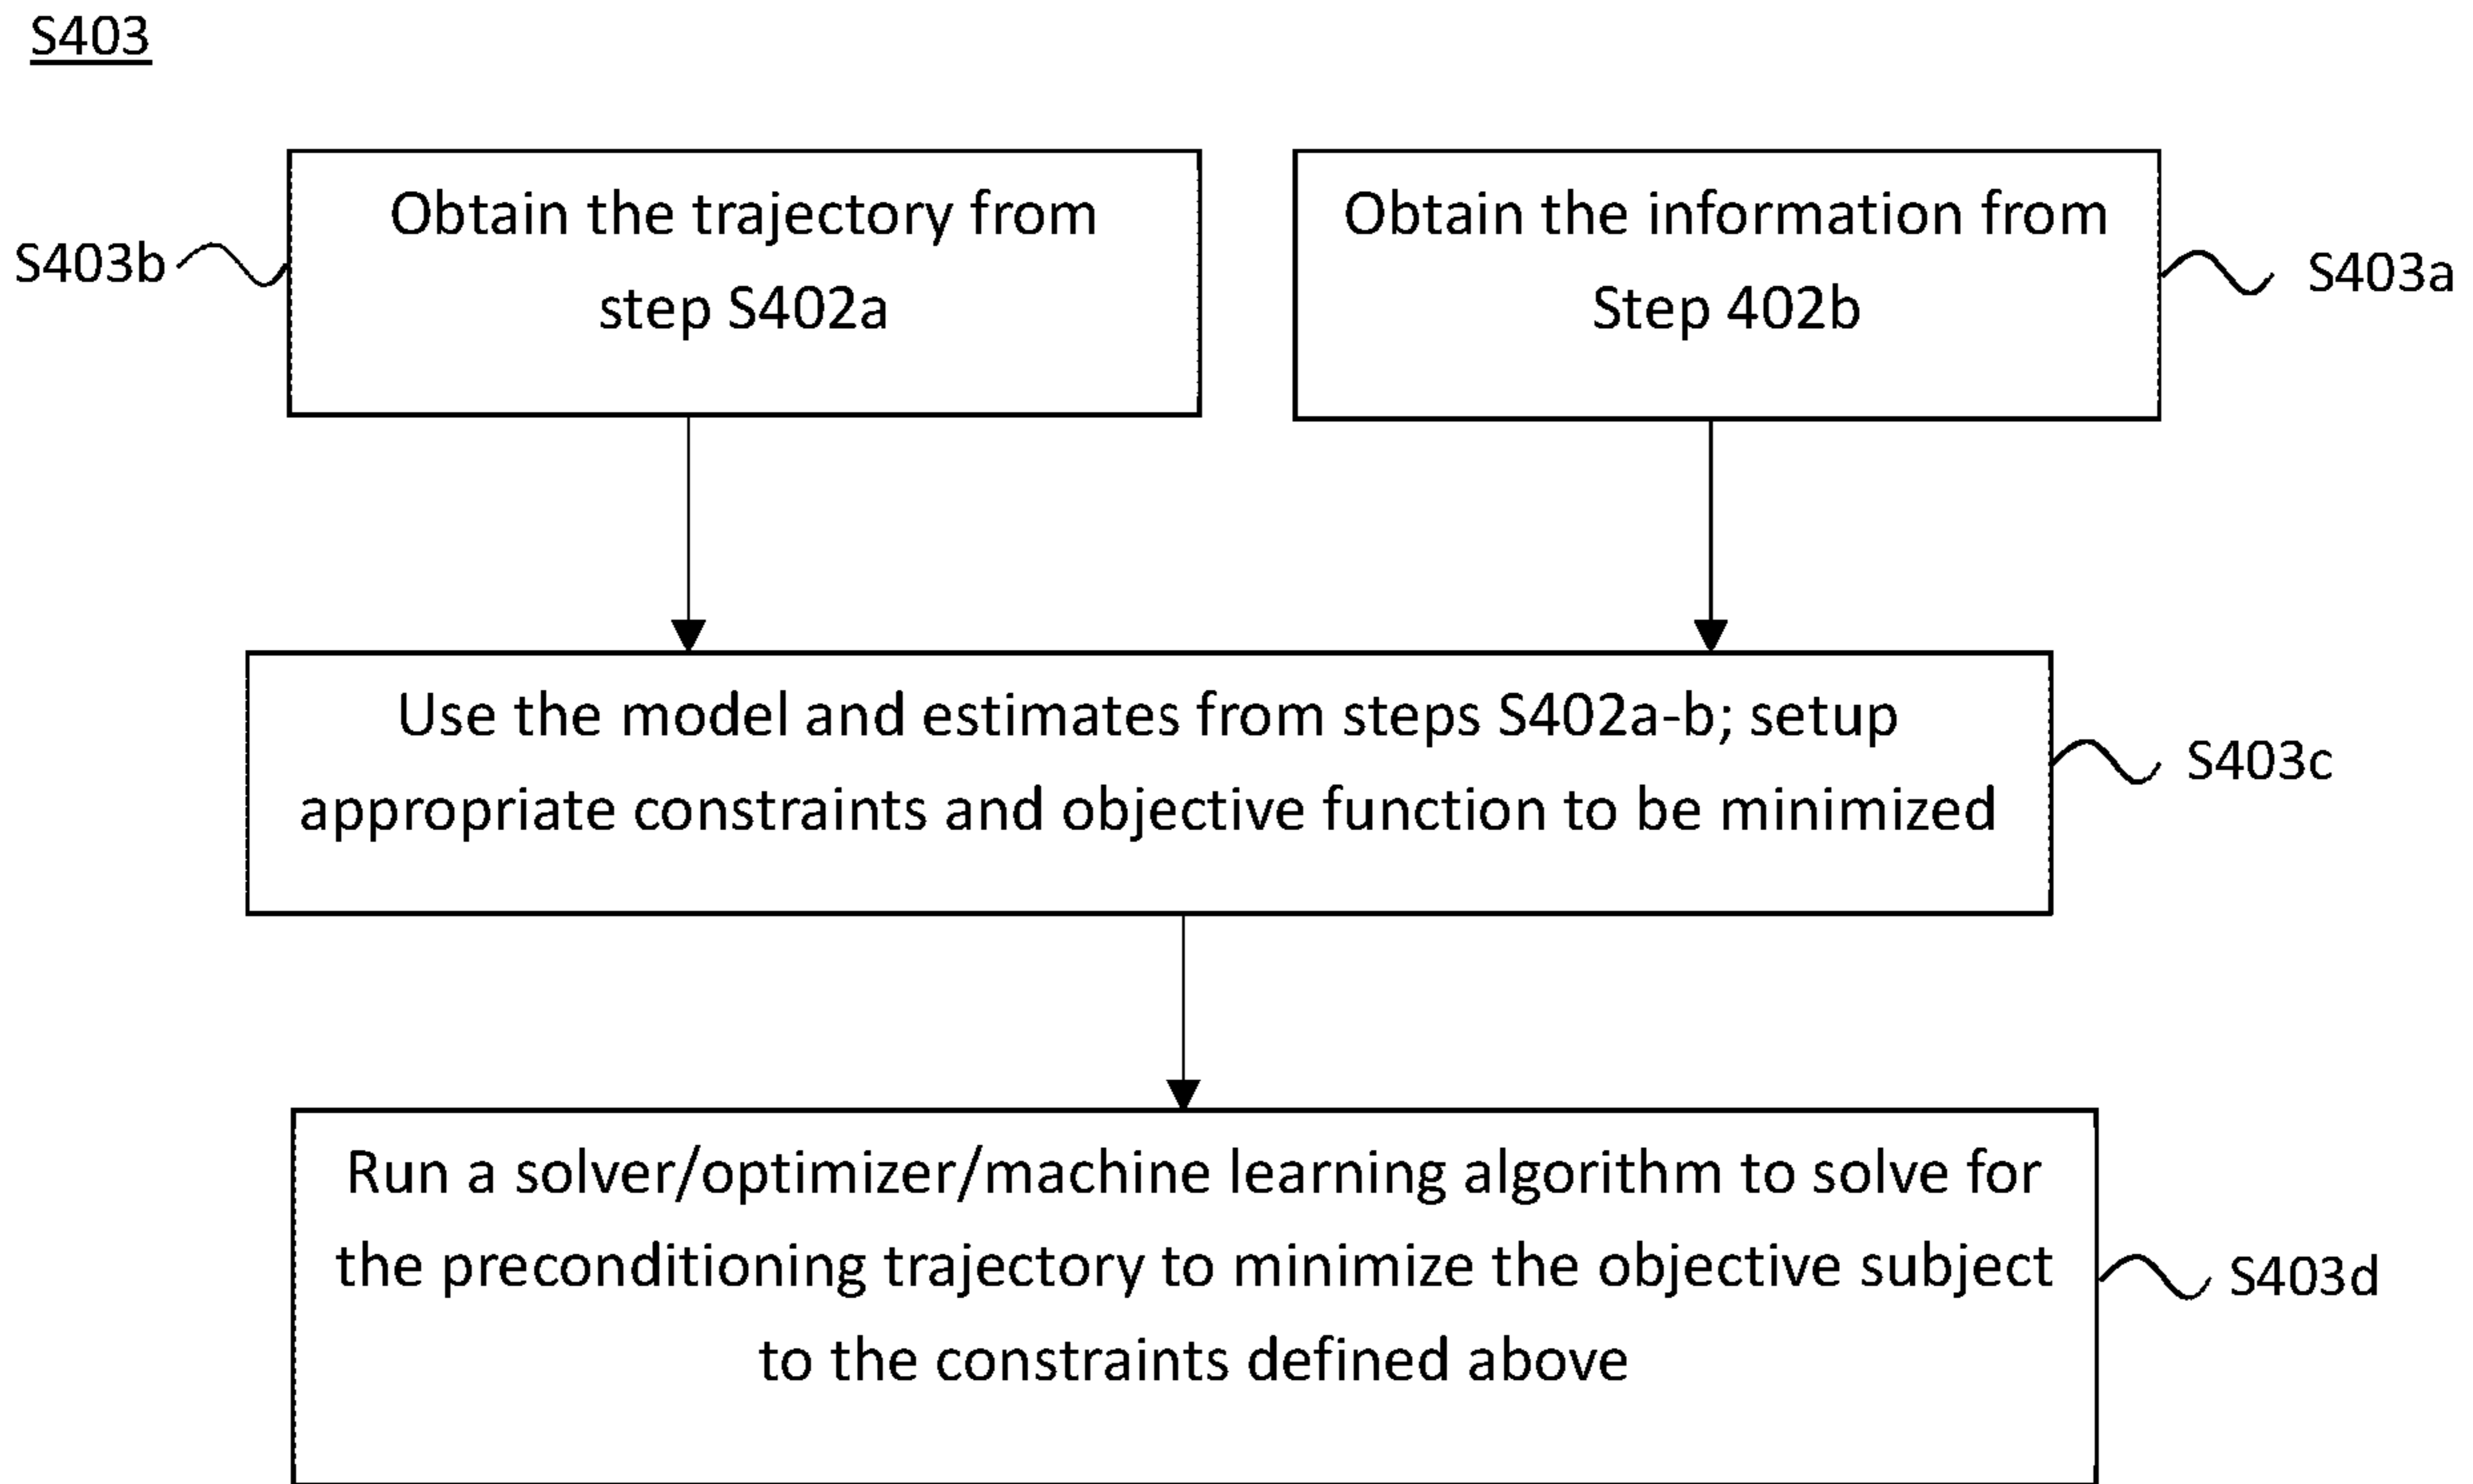 S403
S403b
Obtain the trajectory from
step S402a
Obtain the information from
Step 402b
S403a
Use the model and estimates from steps S402a-b; setup
appropriate constraints and objective function to be minimized
S403c
Run a solver/optimizer/machine learning algorithm to solve for
the preconditioning trajectory to minimize the objective subject
to the constraints defined above
S403d